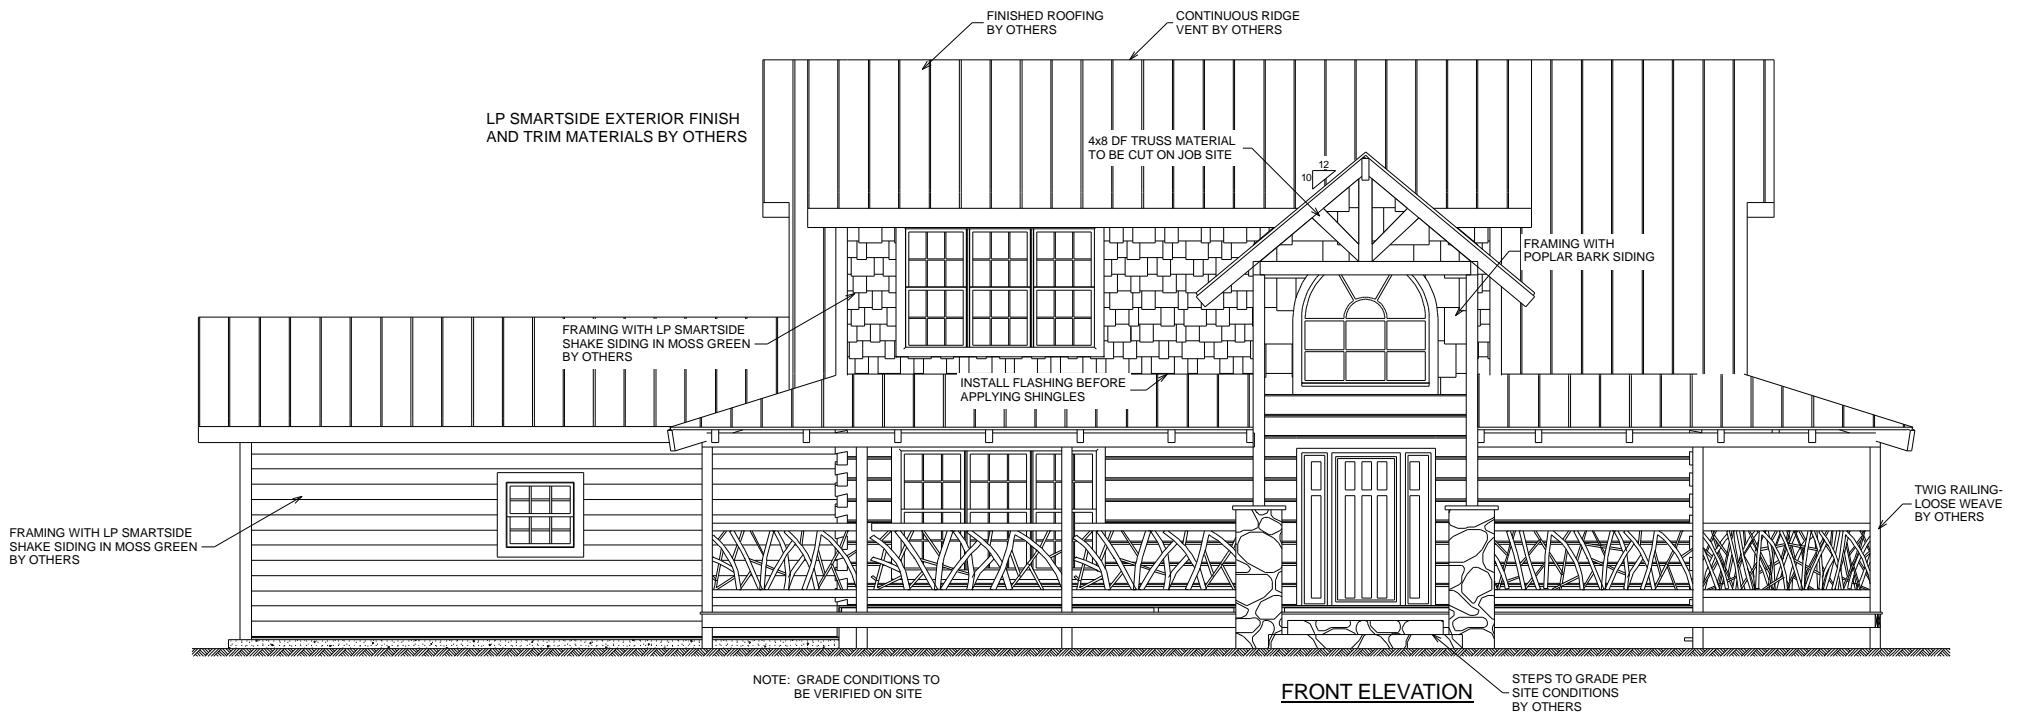 FINISHED ROOFING
BY OTHERS
CONTINUOUS RIDGE
VENT BY OTHERS
LP SMARTSIDE EXTERIOR FINISH
AND TRIM MATERIALS BY OTHERS
4x8 DF TRUSS MATERIAL
TO BE CUT ON JOB SITE
12
10
FRAMING WITH
POPLAR BARK SIDING
FRAMING WITH LP SMARTSIDE
SHAKE SIDING IN MOSS GREEN
BY OTHERS
INSTALL FLASHING BEFORE
APPLYING SHINGLES
TWIG RAILING-
LOOSE WEAVE
BY OTHERS
FRAMING WITH LP SMARTSIDE
SHAKE SIDING IN MOSS GREEN
BY OTHERS
NOTE: GRADE CONDITIONS TO
BE VERIFIED ON SITE
FRONT ELEVATION
STEPS TO GRADE PER
SITE CONDITIONS
BY OTHERS